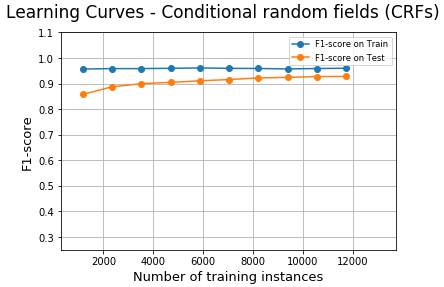 Learning Curves - Conditional random fields (CRFs)
F1-score on Train
F1-score on Test
F1-score
1.1
1.0
0.9
0.8
0.7
0.6
0.5
0.4
0.3
2000 4000 6000 8000 10000 12000
Number of training instances